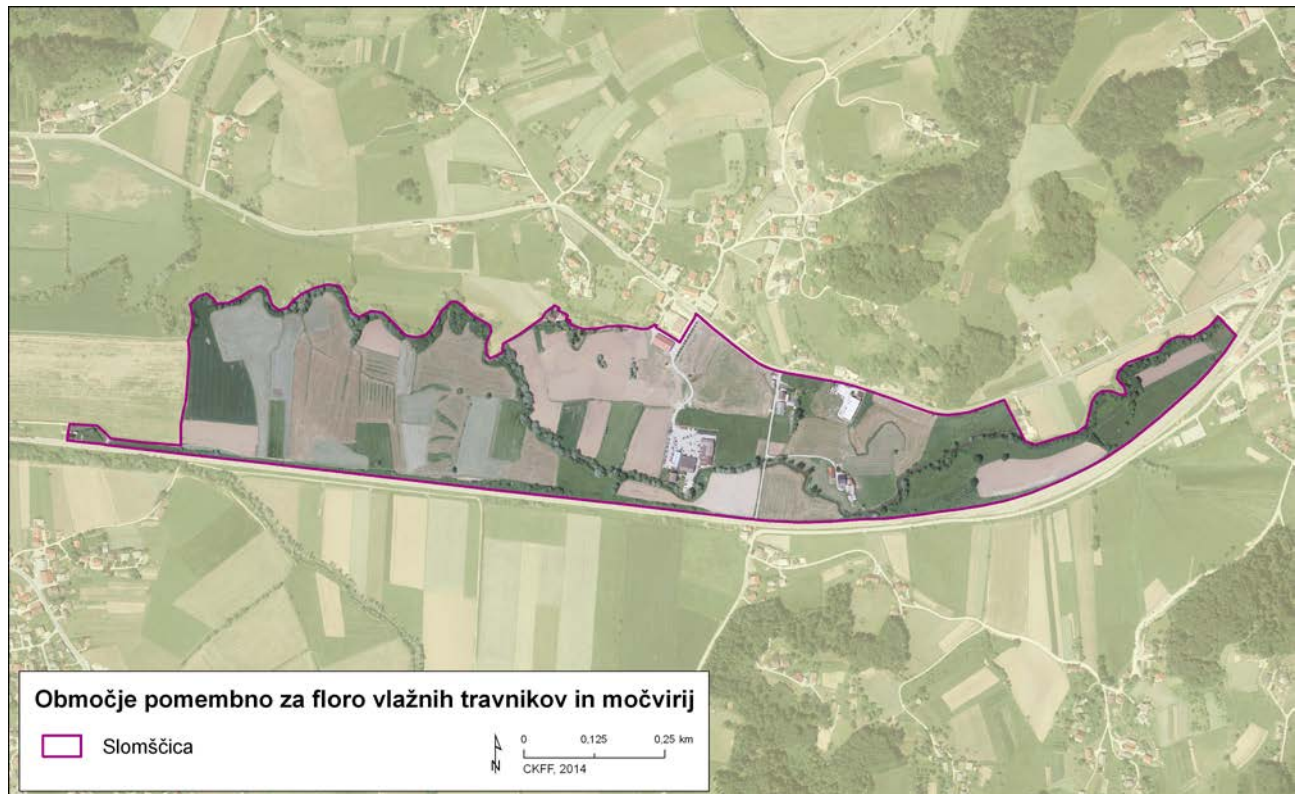 Območje pomembno za floro vlažnih travnikov in močvirij
Slomščica
N
0 0,125 0,25 km
CKFF, 2014